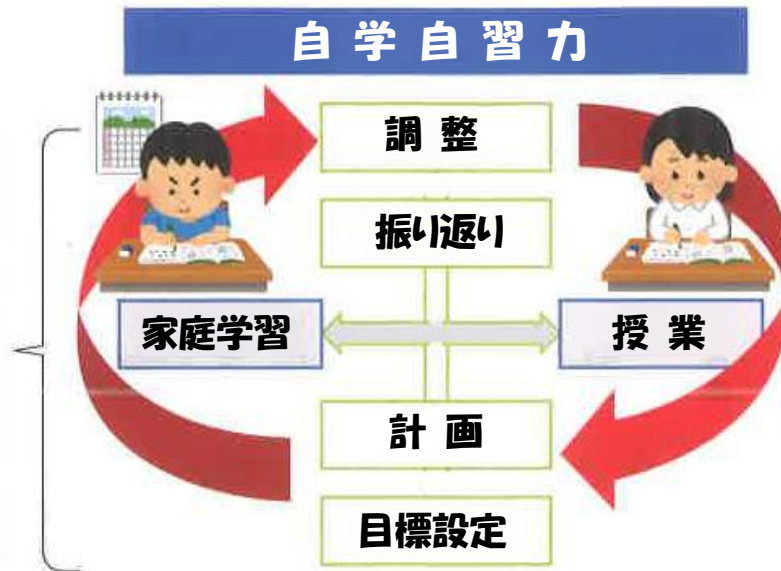 自学自習力
調整
振り返り
家庭学習
授業
計画
目標設定